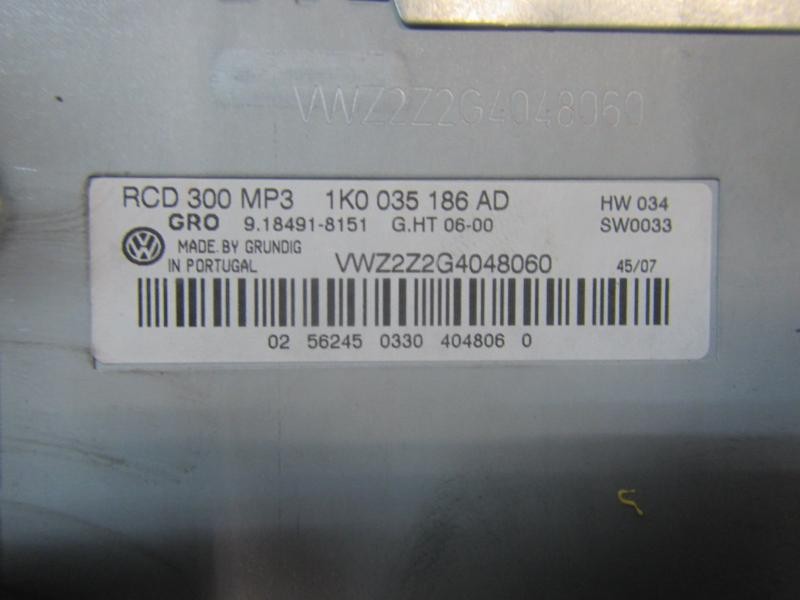 VWZ2Z2G4048060
RCD 300 MP3 1K0 035 186 AD HW 034
GRO 9.18491-8151 G.HT 06-00 SW0033
VW MADE.BY GRUNDIG
IN PORTUGAL VWZ2Z2G4048060 45/07
02 56245 0330 404806 0